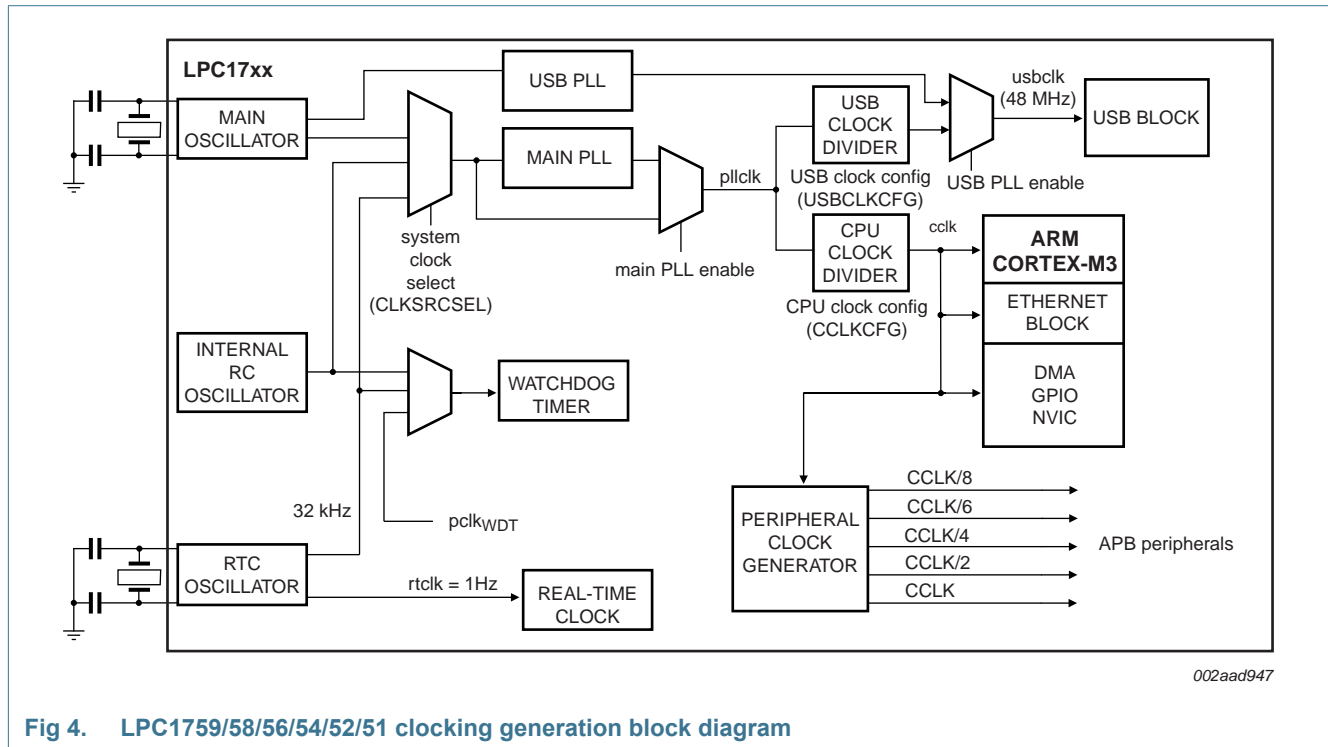 LPC17xx
MAIN
OSCILLATOR
USB PLL
MAIN PLL
system
clock
select
(CLKSRCSEL)
main PLL enable
pllclk
USB
CLOCK
DIVIDER
USB clock config
(USBCLKCFG)
USB PLL enable
usbclk
(48 MHz)
USB BLOCK
CPU
CLOCK
DIVIDER
CPU clock config
(CCLKCFG)
cclk
ARM
CORTEX-M3
ETHERNET
BLOCK
DMA
GPIO
NVIC
INTERNAL
RC
OSCILLATOR
WATCHDOG
TIMER
32 kHz
pclkWDT
RTC
OSCILLATOR
rtclk = 1Hz
REAL-TIME
CLOCK
PERIPHERAL
CLOCK
GENERATOR
CCLK/8
CCLK/6
CCLK/4
CCLK/2
CCLK
APB peripherals
002aad947
Fig 4. LPC1759/58/56/54/52/51 clocking generation block diagram